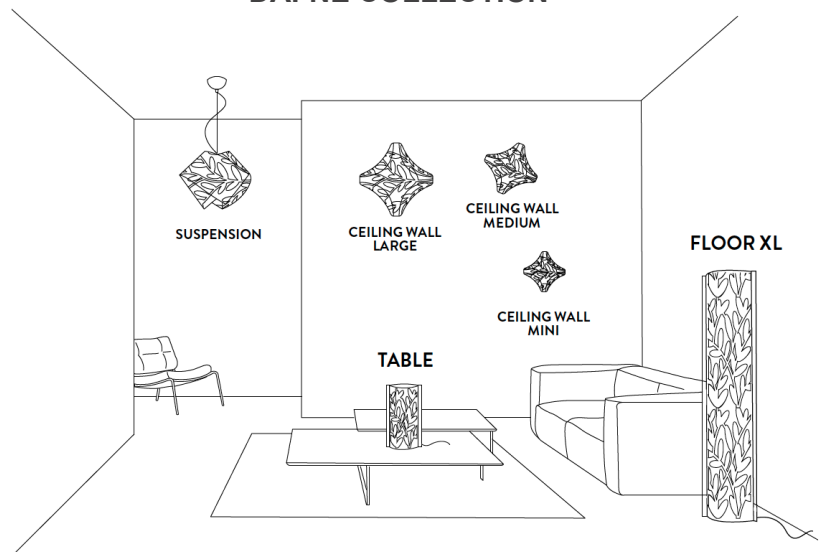 SUSPENSION
CEILING WALL
LARGE
CEILING WALL
MEDIUM
CEILING WALL
MINI
FLOOR XL
TABLE